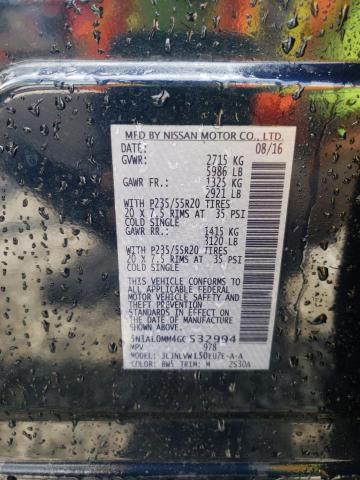 MFD BY NISSAN MOTOR CO., LTD.
DATE: 08/16
GVWR: 2715 KG
5986 LB
GAWR FR.: 1325 KG
2921 LB
WITH P235/55R20 TIRES
20 X 7.5 RIMS AT 35 PSI
COLD SINGLE
GAWR RR.: 1415 KG
3120 LB
WITH P235/55R20 TIRES
20 X 7.5 RIMS AT 35 PSI
COLD SINGLE
THIS VEHICLE CONFORMS
TO ALL APPLICABLE FEDERAL
SAFETY, BUMPER, AND
THEFT PREVENTION
STANDARDS IN EFFECT ON
THE DATE OF MANUFACTURE
SHOWN ABOVE.
5N1AL0MM4GC532994
MPV 978
JLJNLVWL50EUZE-A-A
COLOR: BW5 TRIM: M 2530A